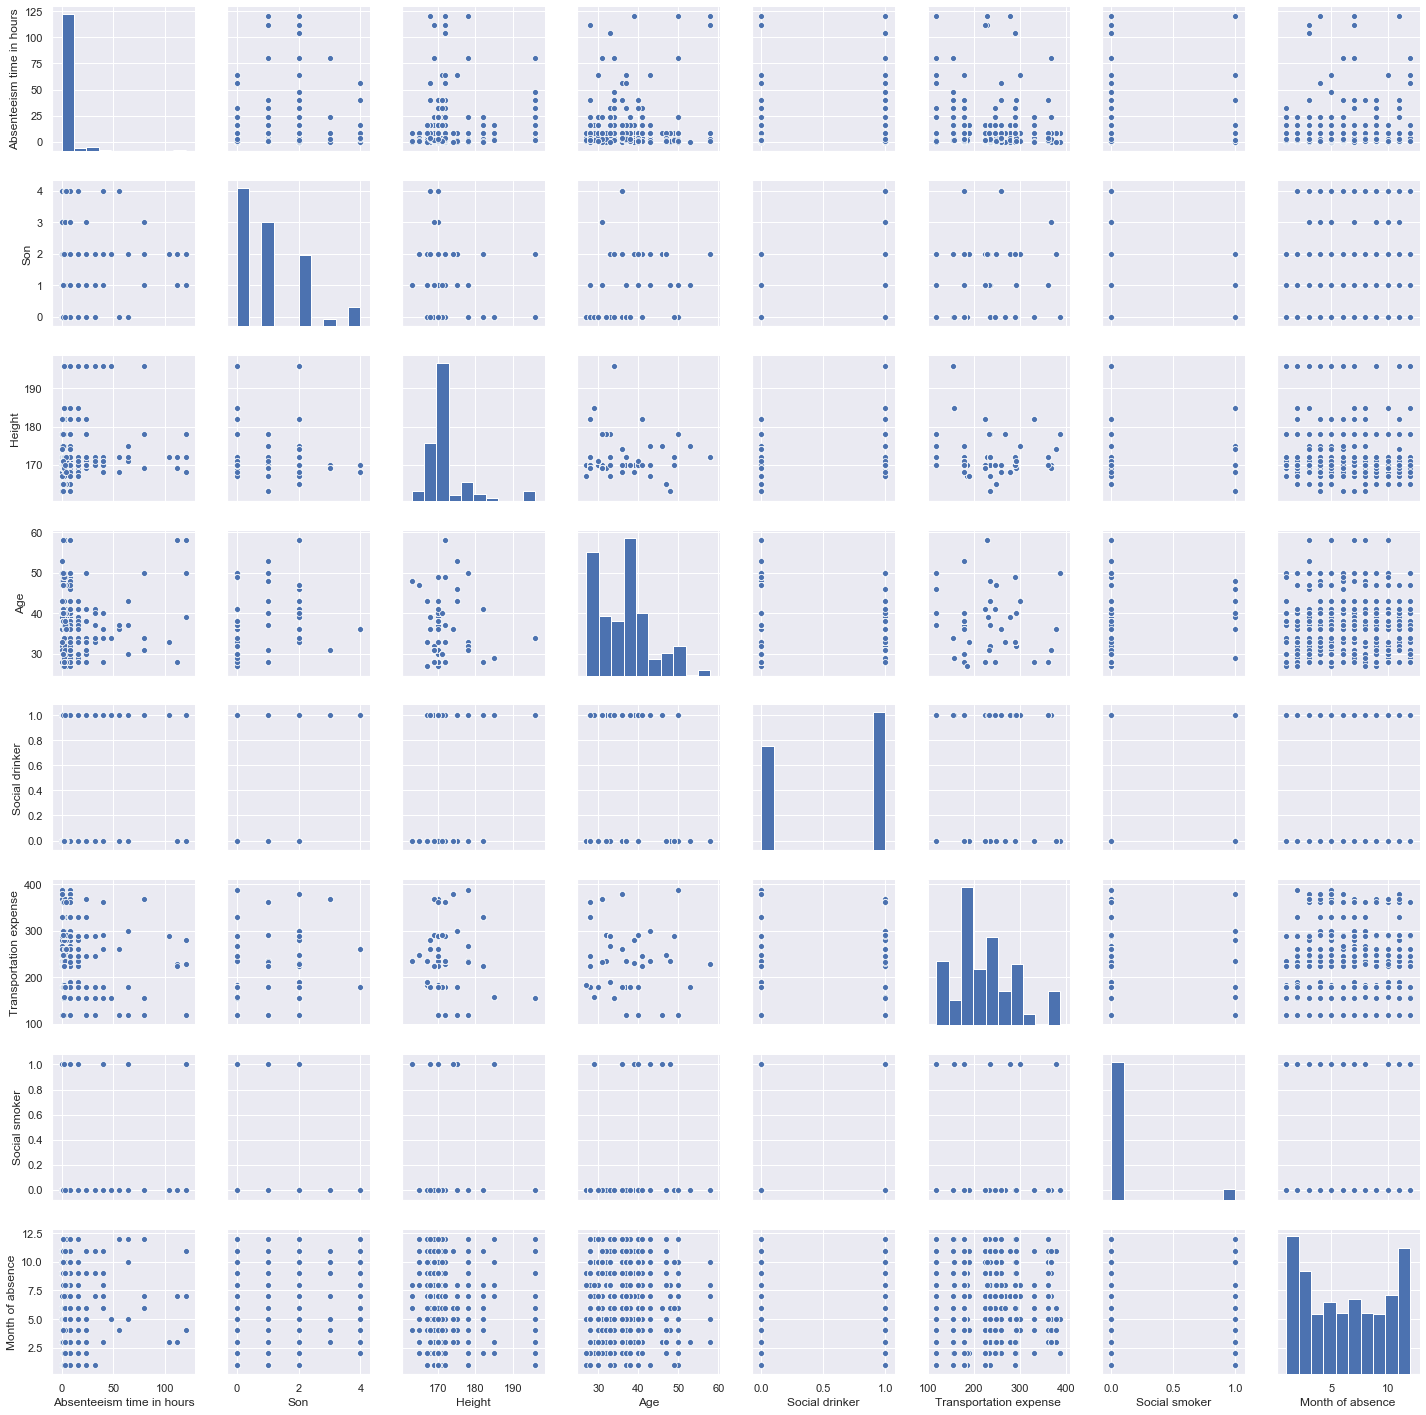 125
100
75
50
25
0
Absenteeism time in hours
4
3
2
1
0
Son
190
180
170
Height
60
50
40
30
Age
1.0
0.8
0.6
0.4
0.2
0.0
Social drinker
400
300
200
100
Transportation expense
1.0
0.8
0.6
0.4
0.2
0.0
Social smoker
12.5
10.0
7.5
5.0
2.5
Month of absence
0 50 100
Absenteeism time in hours
0 2 4
Son
170 180 190
Height
30 40 50 60
Age
0.0 0.5 1.0
Social drinker
100 200 300 400
Transportation expense
0.0 0.5 1.0
Social smoker
5 10
Month of absence